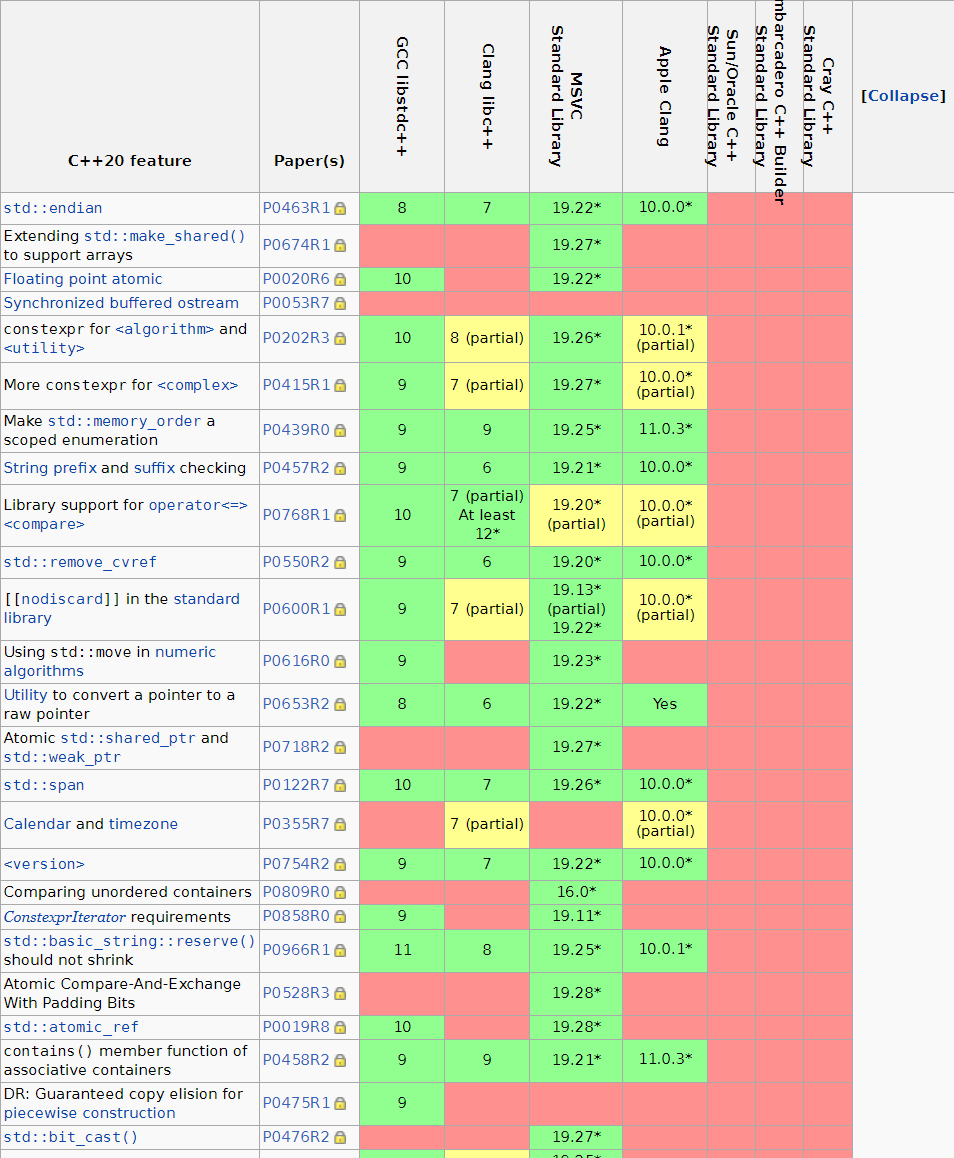 C++20 feature
Paper(s)
GCC libstdc++
Clang libc++
MSVC
Standard Library
Apple Clang
Sun/Oracle C++
Standard Library
mbarcadero C++ Builder
Standard Library
Cray C++
Standard Library
[Collapse]
std::endian P0463R1 8 7 19.22* 10.0.0*
Extending std::make_shared()
to support arrays
P0674R1 19.27*
Floating point atomic P0020R6 10 19.22*
Synchronized buffered ostream P0053R7
constexpr for <algorithm> and
<utility>
P0202R3 10 8 (partial) 19.26* 10.0.1*
(partial)
More constexpr for <complex> P0415R1 9 7 (partial) 19.27* 10.0.0*
(partial)
Make std::memory_order a
scoped enumeration
P0439R0 9 9 19.25* 11.0.3*
String prefix and suffix checking P0457R2 9 6 19.21* 10.0.0*
Library support for operator<=>
<compare>
P0768R1 10
7 (partial)
At least
12*
19.20*
(partial)
10.0.0*
(partial)
std::remove_cvref P0550R2 9 6 19.20* 10.0.0*
[[nodiscard]] in the standard
library
P0600R1 9 7 (partial)
19.13*
(partial)
19.22*
10.0.0*
(partial)
Using std::move in numeric
algorithms
P0616R0 9 19.23*
Utility to convert a pointer to a
raw pointer
P0653R2 8 6 19.22* Yes
Atomic std::shared_ptr and
std::weak_ptr
P0718R2 19.27*
std::span P0122R7 10 7 19.26* 10.0.0*
Calendar and timezone P0355R7 7 (partial) 10.0.0*
(partial)
<version> P0754R2 9 7 19.22* 10.0.0*
Comparing unordered containers P0809R0 16.0*
ConstexprIterator requirements P0858R0 9 19.11*
std::basic_string::reserve()
should not shrink
P0966R1 11 8 19.25* 10.0.1*
Atomic Compare-And-Exchange
With Padding Bits
P0528R3 19.28*
std::atomic_ref P0019R8 10 19.28*
contains() member function of
associative containers
P0458R2 9 9 19.21* 11.0.3*
DR: Guaranteed copy elision for
piecewise construction
P0475R1 9
std::bit_cast() P0476R2 19.27*